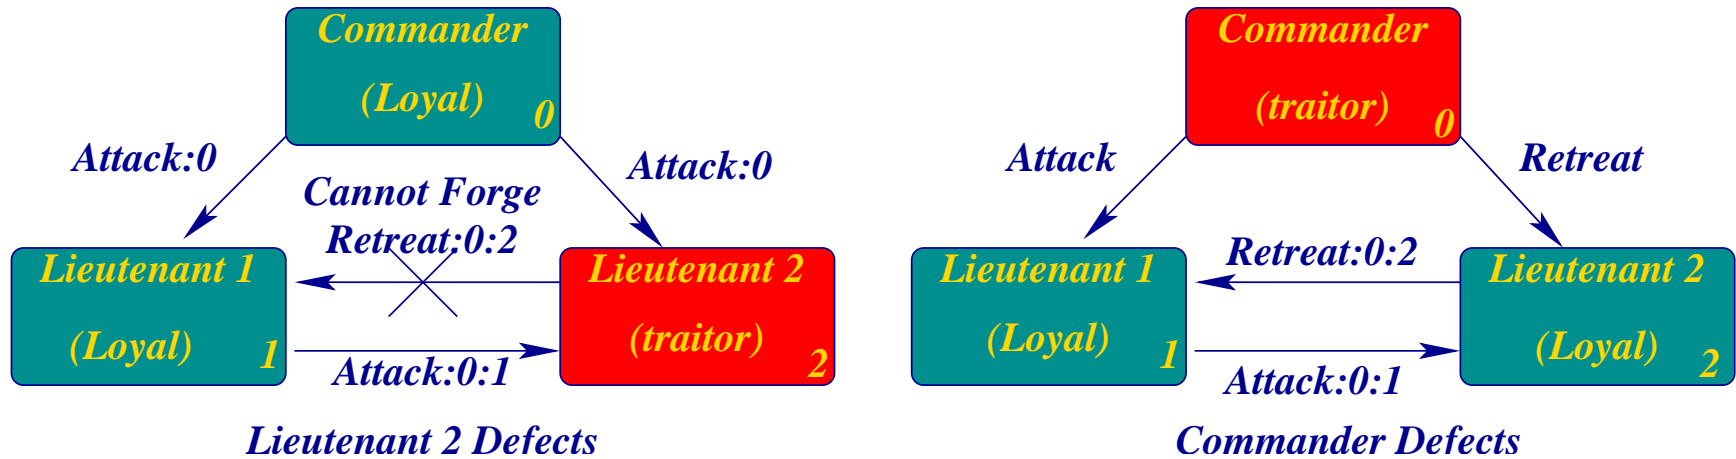 Commander
(Loyal)
0
Attack:0
Attack:0
Cannot Forge
Retreat:0:2
Lieutenant 1
(Loyal)
1
Lieutenant 2
(traitor)
2
Attack:0:1
Lieutenant 2 Defects
Commander
(traitor)
0
Attack
Retreat
Retreat:0:2
Lieutenant 1
(Loyal)
1
Lieutenant 2
(Loyal)
2
Attack:0:1
Commander Defects